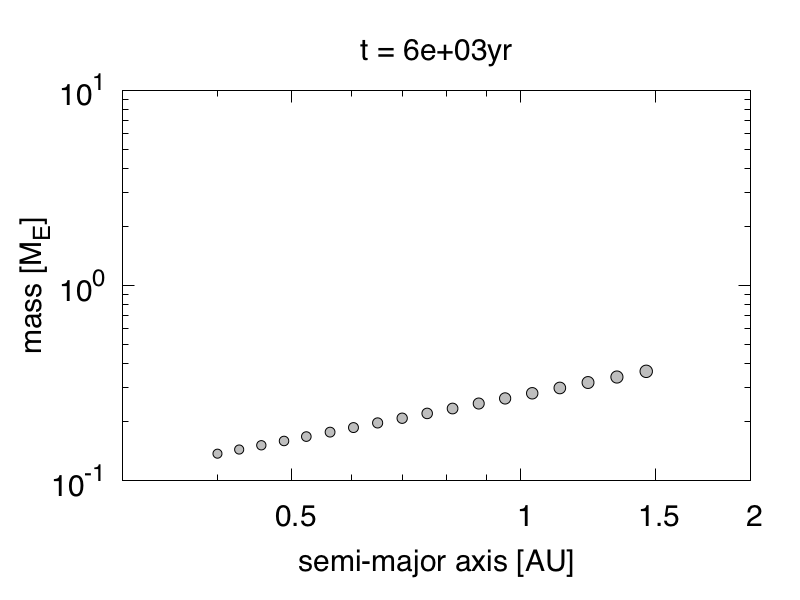 t = 6e+03yr
10^1
10^0
10^-1
mass [M_E]
0.5 1 1.5 2
semi-major axis [AU]